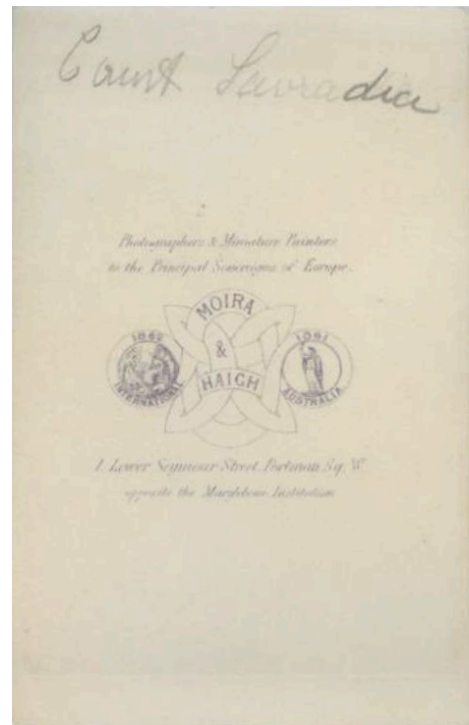 Count Lavradia
Photographers & Miniature Painters
to the Principal Sovereigns of Europe.
MOIRA
&
HAIGH
1862
INTERNATIONAL
1861
AUSTRALIA
1. Lower Seymour Street. Portman Sq. W.
opposite the Marylebone Institution